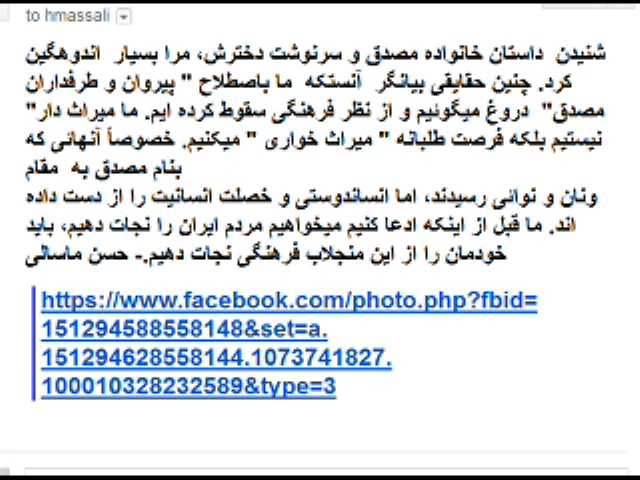 to hmassali
شنیدن داستان خانواده مصدق و سرنوشت دخترش، مرا بسیار اندوهگین
کرد. چنین حقایقی بیانگر آنستکه ما باصطلاح " پیروان و طرفداران
مصدق" دروغ میگوئیم و از نظر فرهنگی سقوط کرده ایم. ما میراث دار"
نیستیم بلکه فرصت طلبانه " میراث خواری " میکنیم. خصوصاً آنهائی که
بنام مصدق به مقام
ونان و نوائی رسیدند، اما انساندوستی و خصلت انسانیت را از دست داده
اند. ما قبل از اینکه ادعا کنیم میخواهیم مردم ایران را نجات دهیم، باید
خودمان را از این منجلاب فرهنگی نجات دهیم.- حسن ماسالی
https://www.facebook.com/photo.php?fbid=
151294588558148&set=a.
151294628558144.1073741827.
100010328232589&type=3